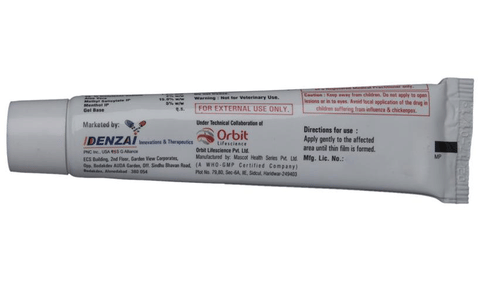 Methyl Salicylate IP
Menthol IP 5% w/w
Gel Base q.s.
Marketed by:
DENZAI Innovations & Therapeutics
ECG Building, 2nd Floor, Garden View Corporates,
Warning : Not for Veterinary Use.
FOR EXTERNAL USE ONLY.
Under Technical Collaboration of
Orbit
Lifescience
Orbit Lifescience Pvt. Ltd.
Manufactured by: Mascot Health Series Pvt. Ltd.
(A WHO-GMP Certified Company)
Plot No. 79,80, Sec-6A, IIE, Sidcul, Haridwar-249403
Caution : Keep away from children. Do not apply to open
lesions or in to eyes. Avoid local application of the drug in
children suffering from influenza & chickenpox.
Directions for use :
Apply gently to the affected
area until thin film is formed.
Mfg. Lic. No.:
MP